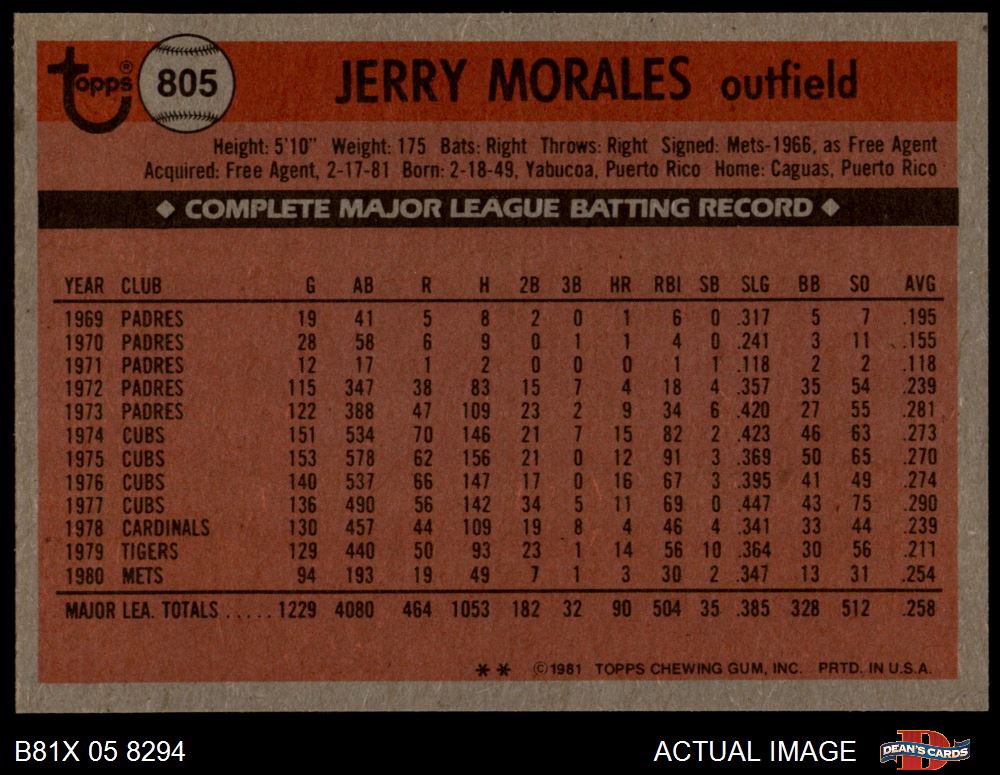 Topps® 805 JERRY MORALES outfield
Height: 5'10" Weight: 175 Bats: Right Throws: Right Signed: Mets-1966, as Free Agent
Acquired: Free Agent, 2-17-81 Born: 2-18-49, Yabucoa, Puerto Rico Home: Caguas, Puerto Rico
◆ COMPLETE MAJOR LEAGUE BATTING RECORD ◆
YEAR CLUB G AB R H 2B 3B HR RBI SB SLG BB SO AVG
1969 PADRES 19 41 5 8 2 0 1 6 0 .317 5 7 .195
1970 PADRES 28 58 6 9 0 1 1 4 0 .241 3 11 .155
1971 PADRES 12 17 1 2 0 0 0 1 1 .118 2 2 .118
1972 PADRES 115 347 38 83 15 7 4 18 4 .357 35 54 .239
1973 PADRES 122 388 47 109 23 2 9 34 6 .420 27 55 .281
1974 CUBS 151 534 70 146 21 7 15 82 2 .423 46 63 .273
1975 CUBS 153 578 62 156 21 0 12 91 3 .369 50 65 .270
1976 CUBS 140 537 66 147 17 0 16 67 3 .395 41 49 .274
1977 CUBS 136 490 56 142 34 5 11 69 0 .447 43 75 .290
1978 CARDINALS 130 457 44 109 19 8 4 46 4 .341 33 44 .239
1979 TIGERS 129 440 50 93 23 1 14 56 10 .364 30 56 .211
1980 METS 94 193 19 49 7 1 3 30 2 .347 13 31 .254
MAJOR LEA. TOTALS ..... 1229 4080 464 1053 182 32 90 504 35 .385 328 512 .258
** ©1981 TOPPS CHEWING GUM, INC. PRTD. IN U.S.A.
B81X 05 8294 ACTUAL IMAGE D DEAN'S CARDS